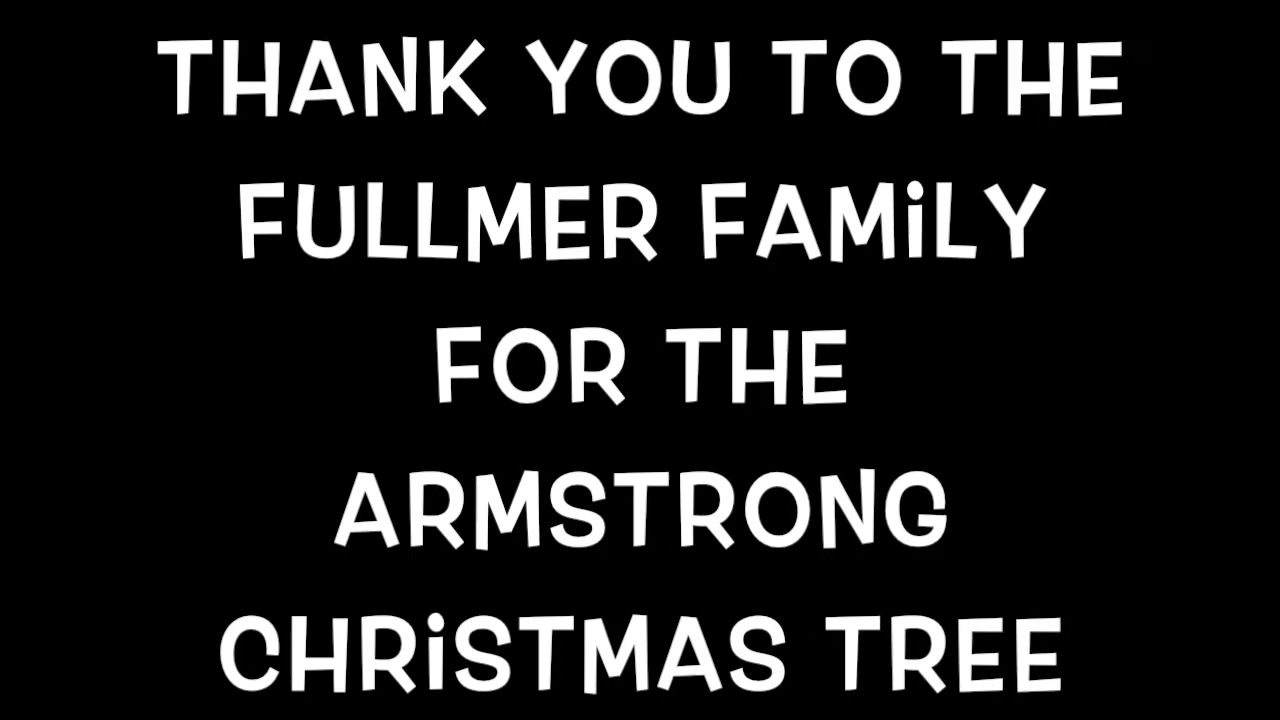 THANK YOU TO THE
FULLMER FAMiLY
FOR THE
ARMSTRONG
CHRiSTMAS TREE